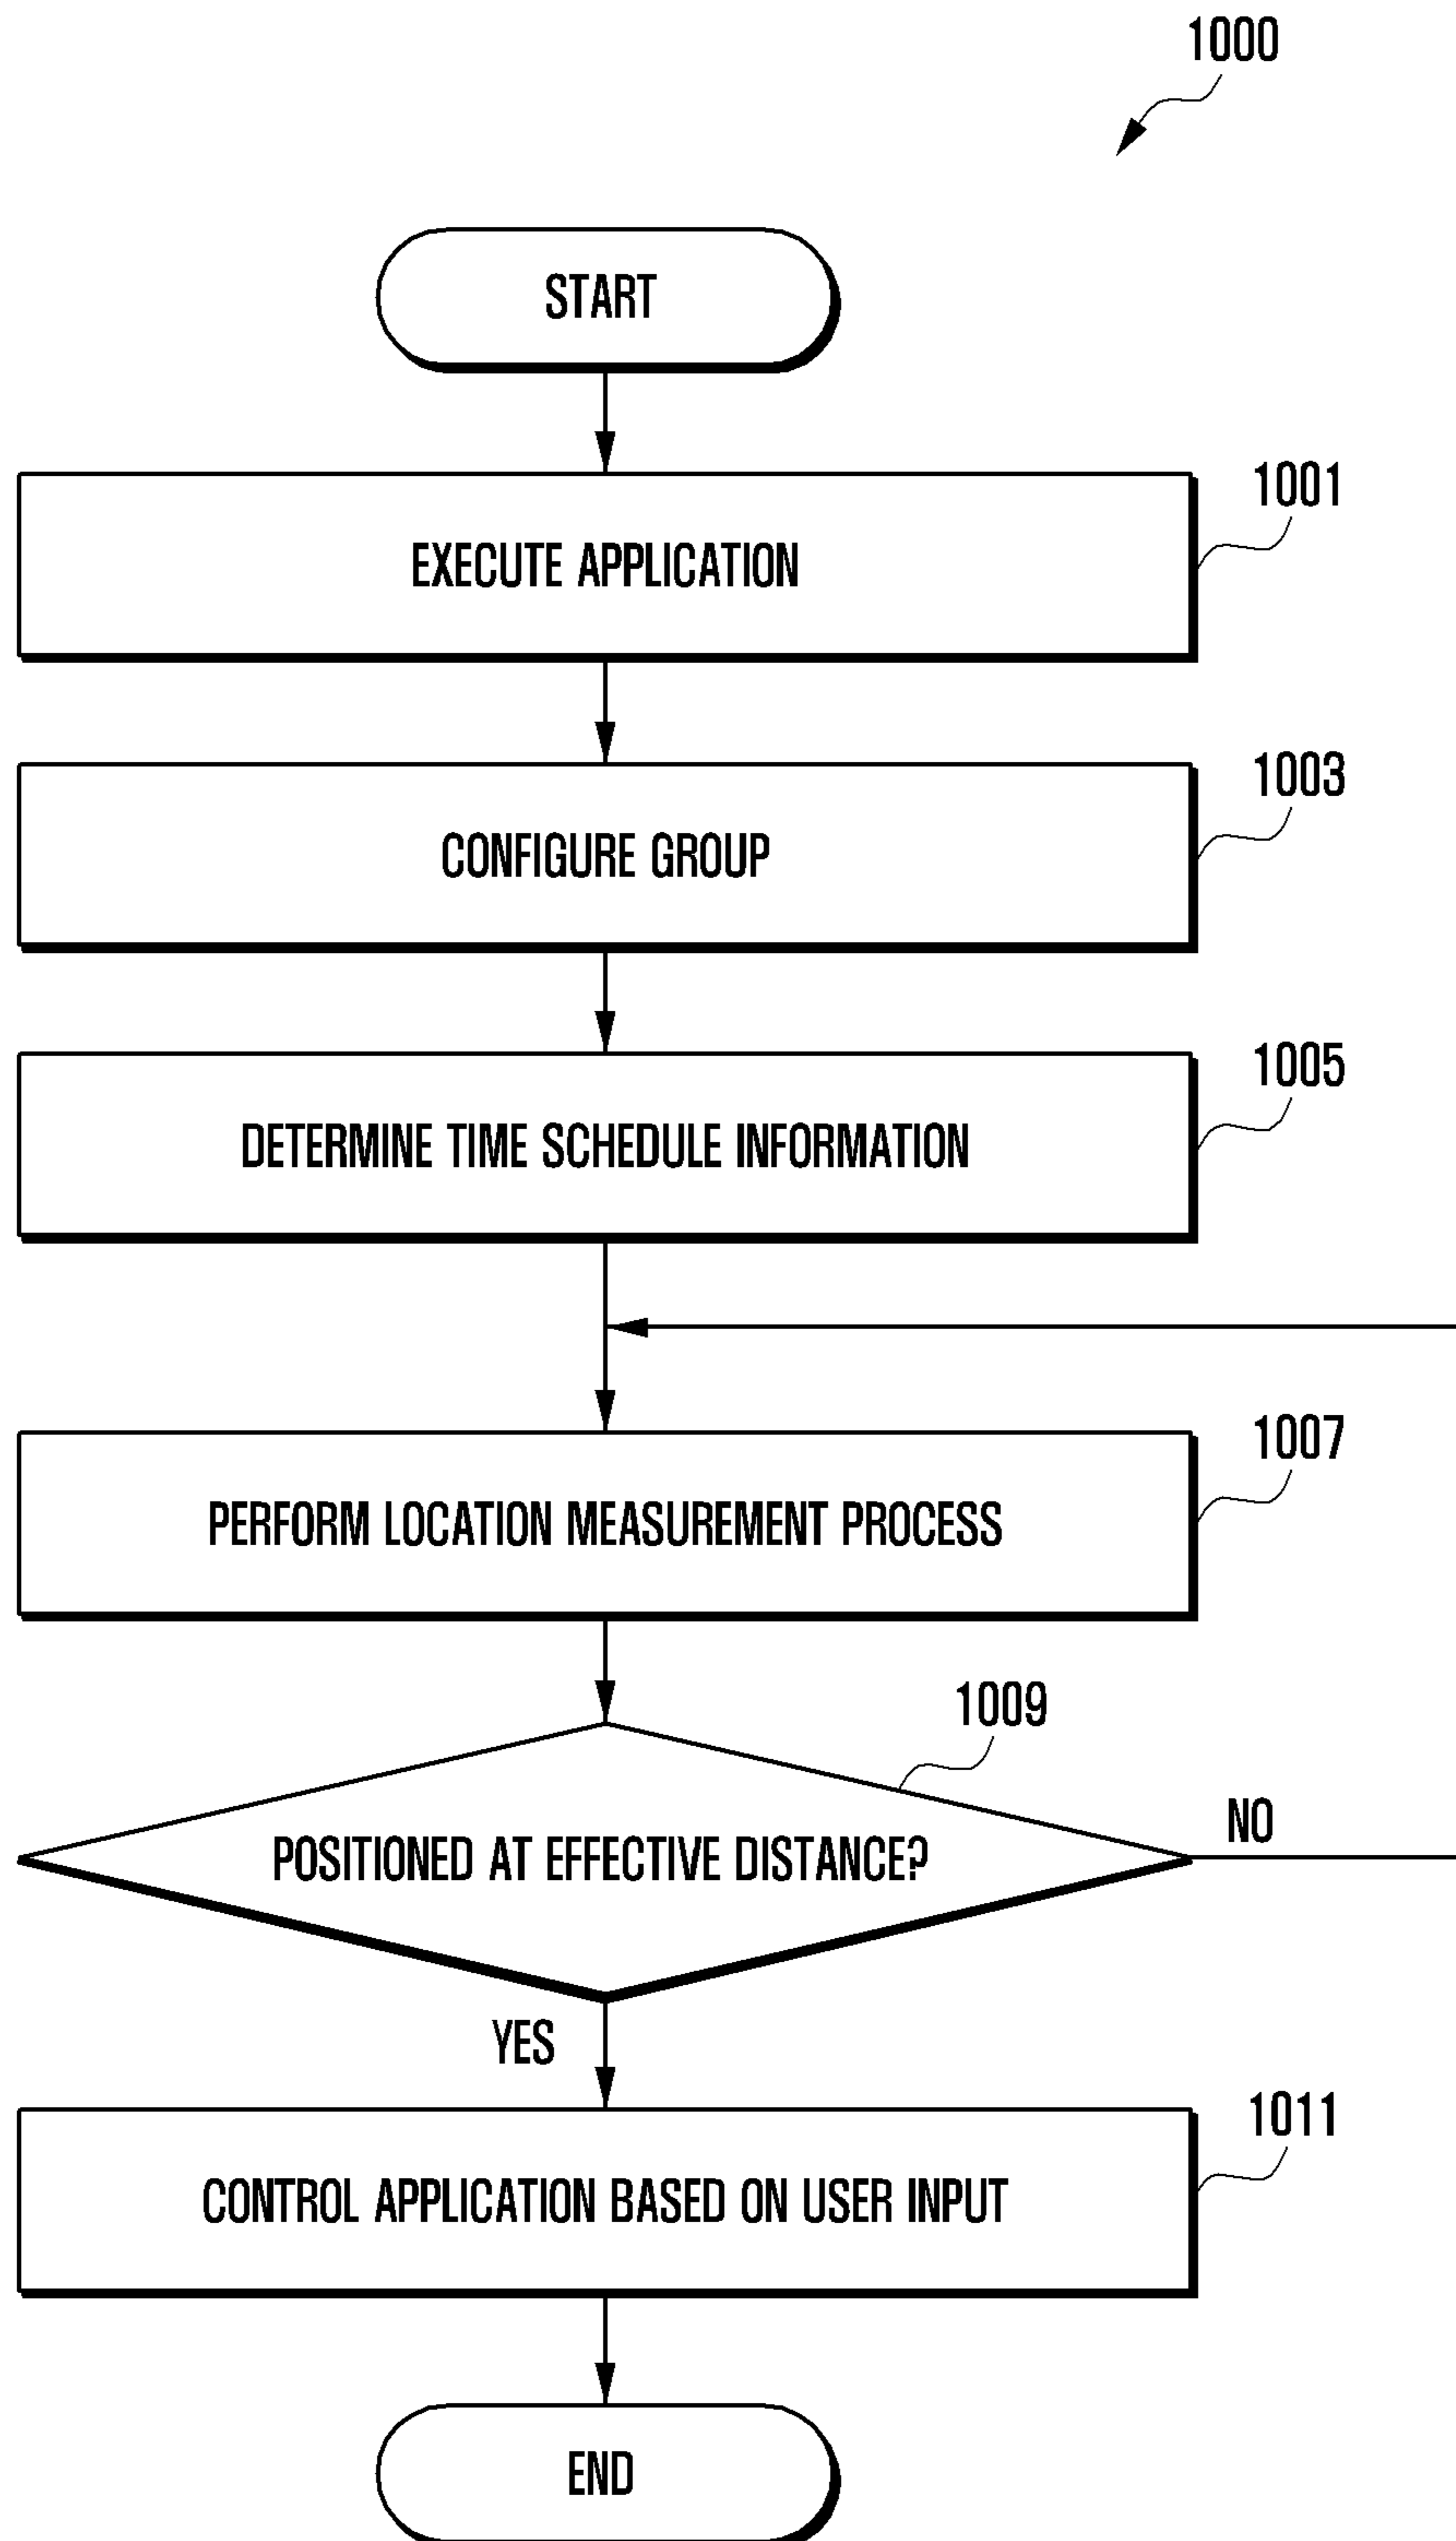 1000
START
EXECUTE APPLICATION
1001
CONFIGURE GROUP
1003
DETERMINE TIME SCHEDULE INFORMATION
1005
PERFORM LOCATION MEASUREMENT PROCESS
1007
1009
POSITIONED AT EFFECTIVE DISTANCE?
NO
YES
CONTROL APPLICATION BASED ON USER INPUT
1011
END